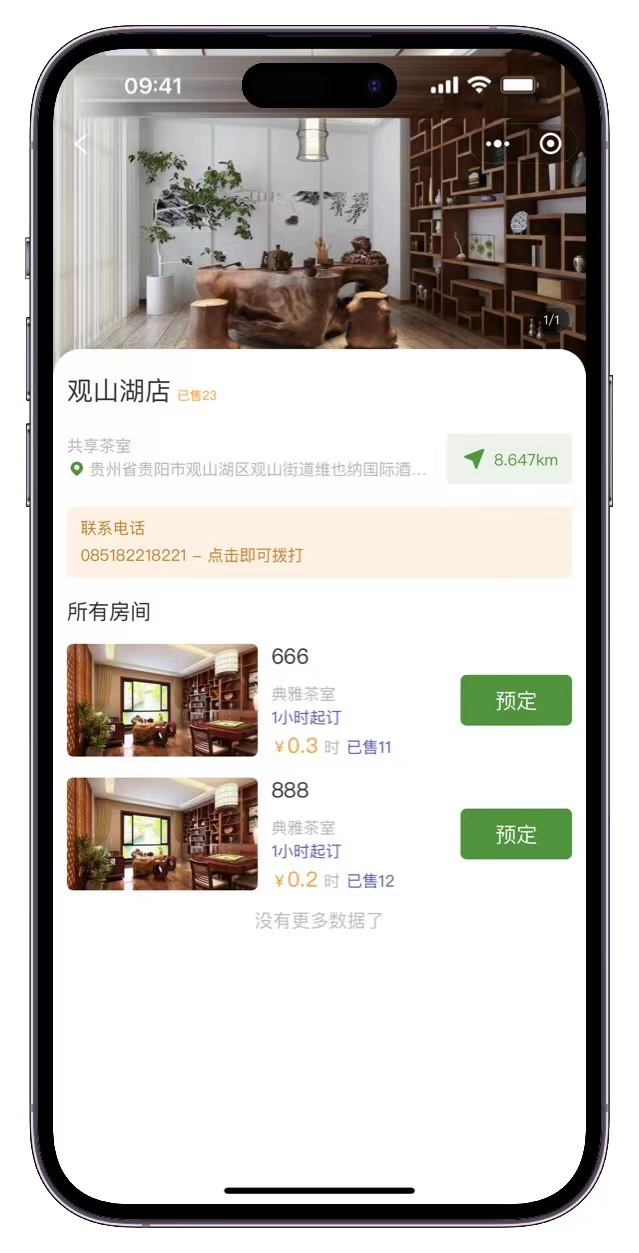 09:41
1/1
观山湖店 已售23
共享茶室
贵州省贵阳市观山湖区观山街道维也纳国际酒...
8.647km
联系电话
085182218221 – 点击即可拨打
所有房间
666
典雅茶室
1小时起订
¥0.3 时 已售11
预定
888
典雅茶室
1小时起订
¥0.2 时 已售12
预定
没有更多数据了